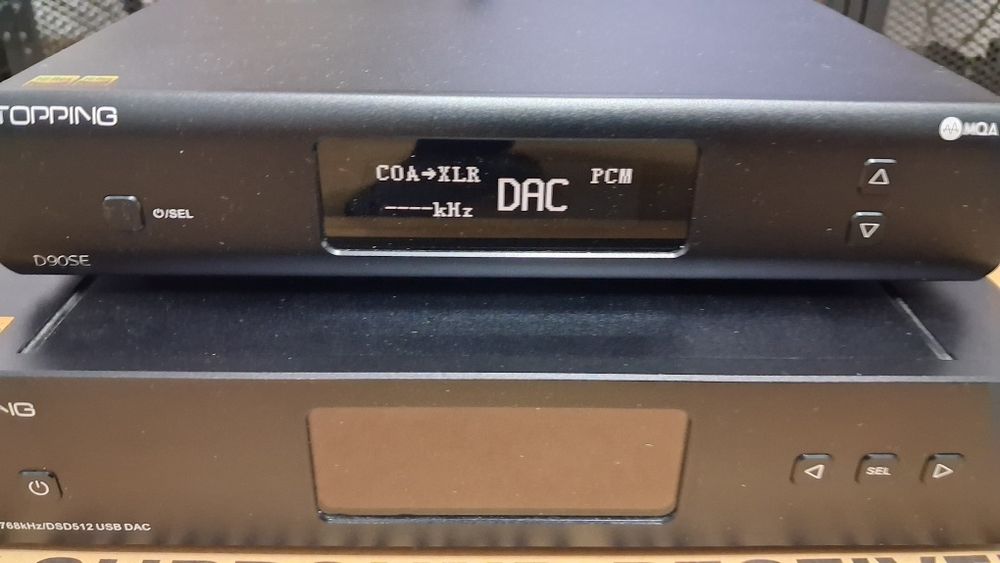 TOPPING
MQA
COA→XLR
DAC
PCM
----kHz
⏻/SEL
D90SE
NG
SEL
768kHz/DSD512 USB DAC